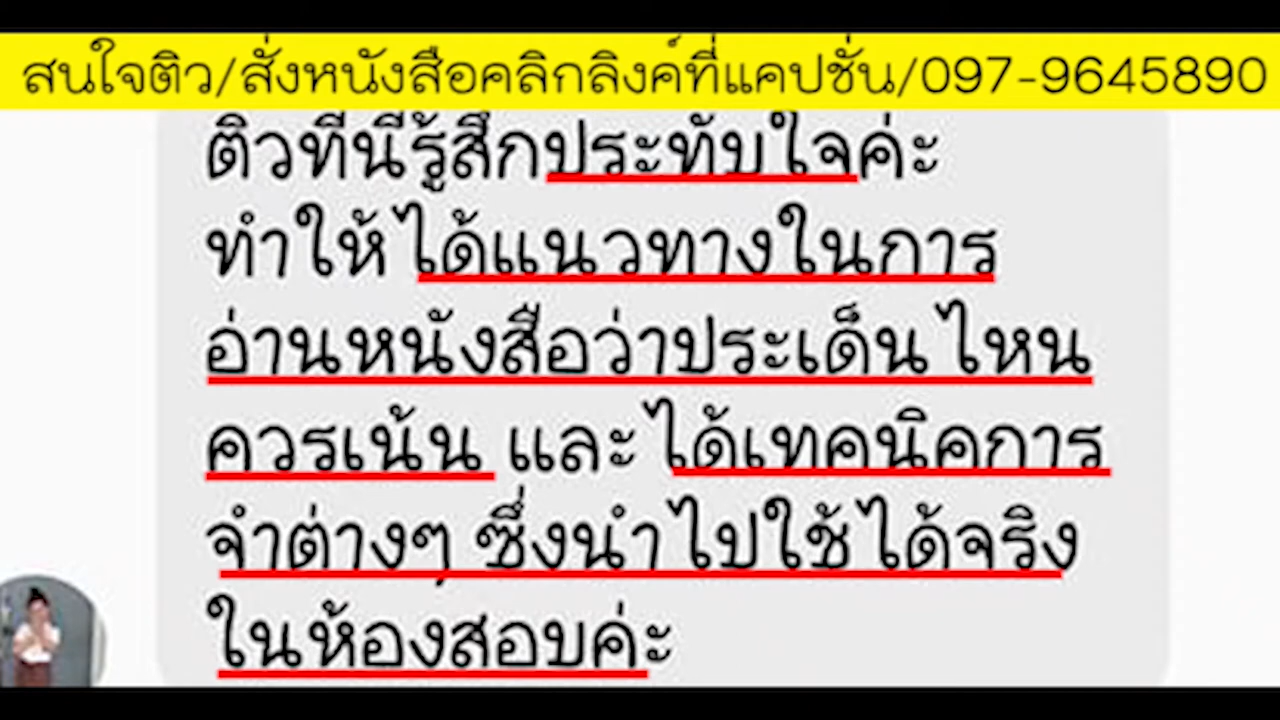 สนใจติว/สั่งหนังสือคลิกลิงค์ที่แคปชั่น/097-9645890
ติวที่นี่รู้สึกประทับใจค่ะ
ทำให้ได้แนวทางในการ
อ่านหนังสือว่าประเด็นไหน
ควรเน้น และได้เทคนิคการ
จำต่างๆ ซึ่งนำไปใช้ได้จริง
ในห้องสอบค่ะ